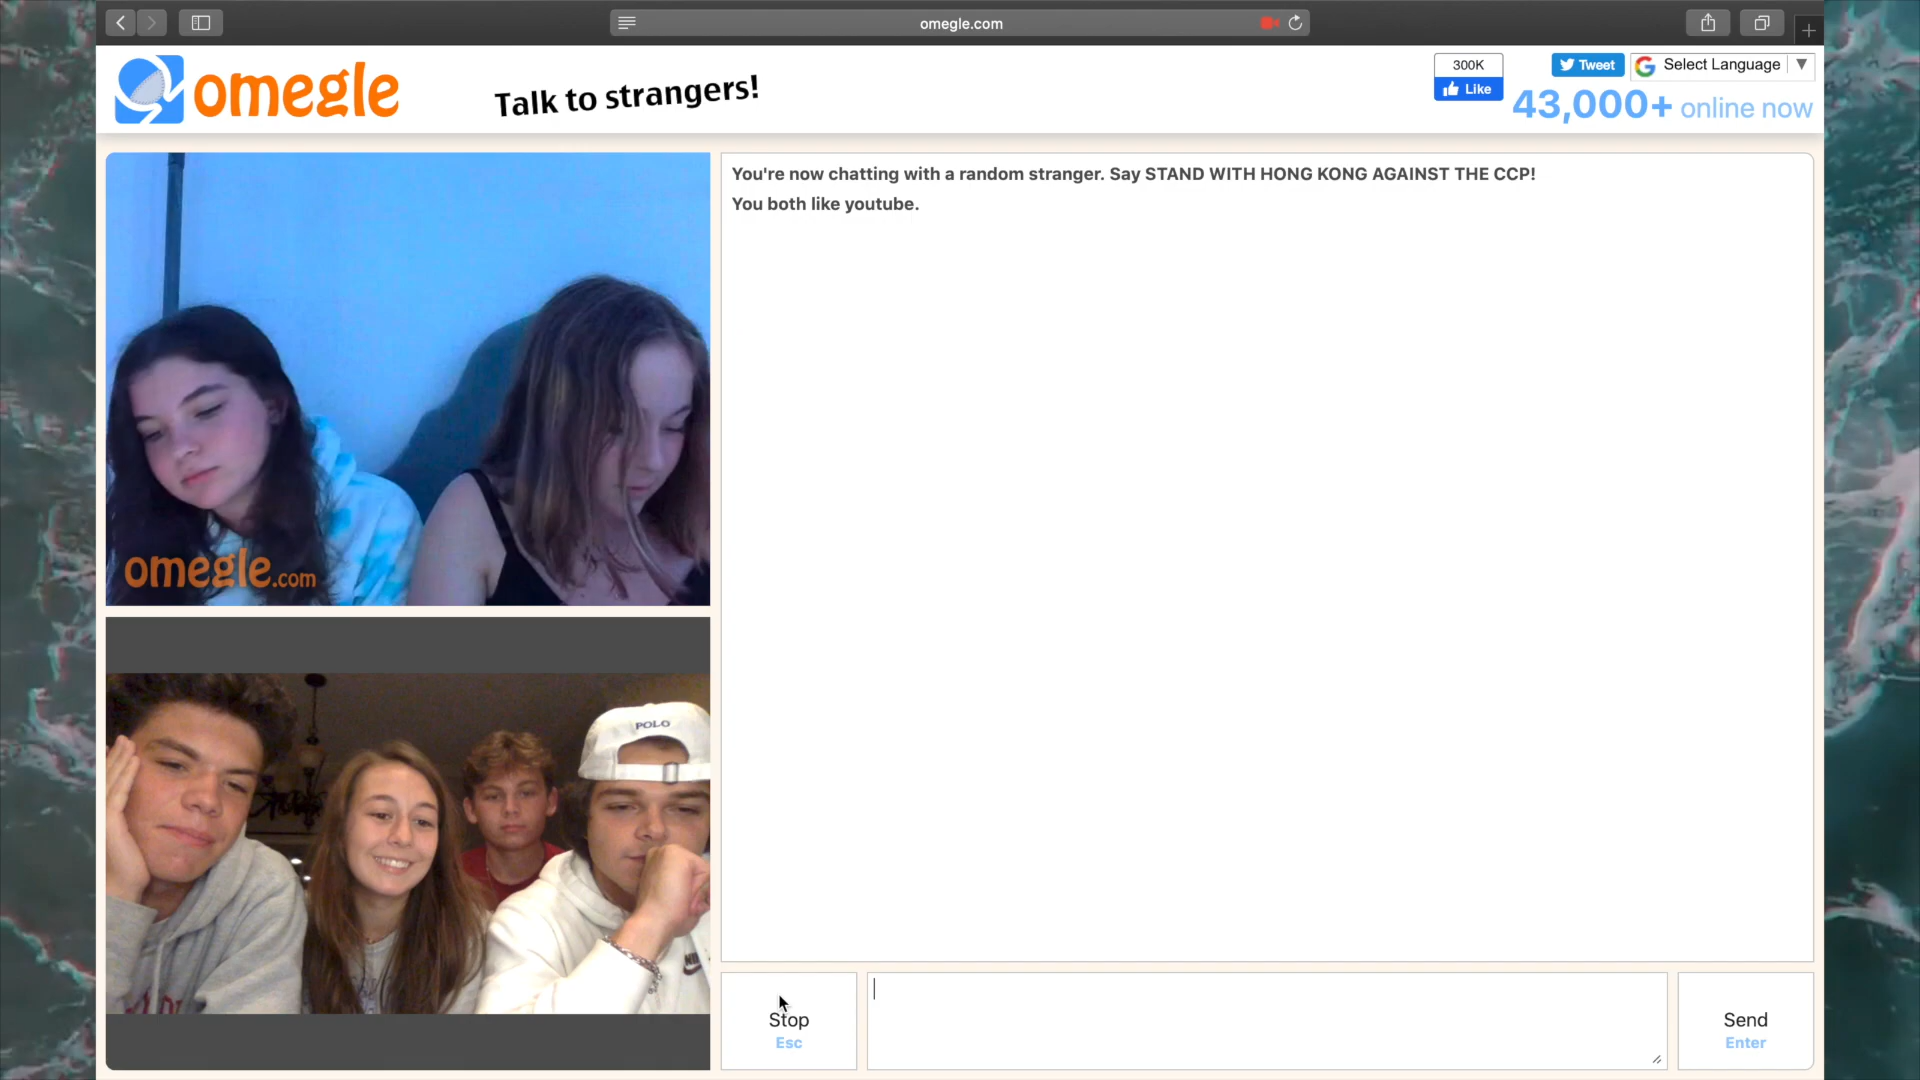 omegle.com
omegle
Talk to strangers!
300K
Like
Tweet
Select Language
43,000+ online now
You're now chatting with a random stranger. Say STAND WITH HONG KONG AGAINST THE CCP!
You both like youtube.
omegle.com
POLO
Stop
Esc
Send
Enter